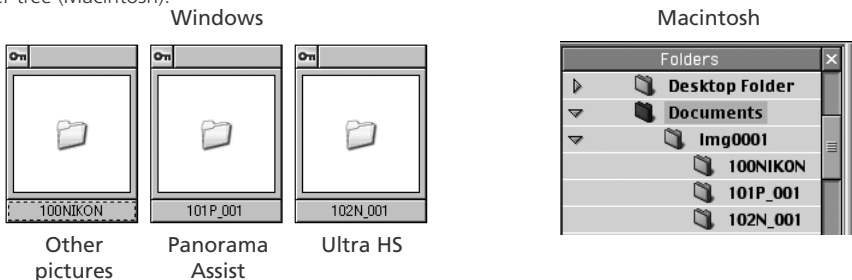 er tree (Macintosh).
Windows
100NIKON
101P_001
102N_001
Other
pictures
Panorama
Assist
Ultra HS
Macintosh
Folders
Desktop Folder
Documents
Img0001
100NIKON
101P_001
102N_001